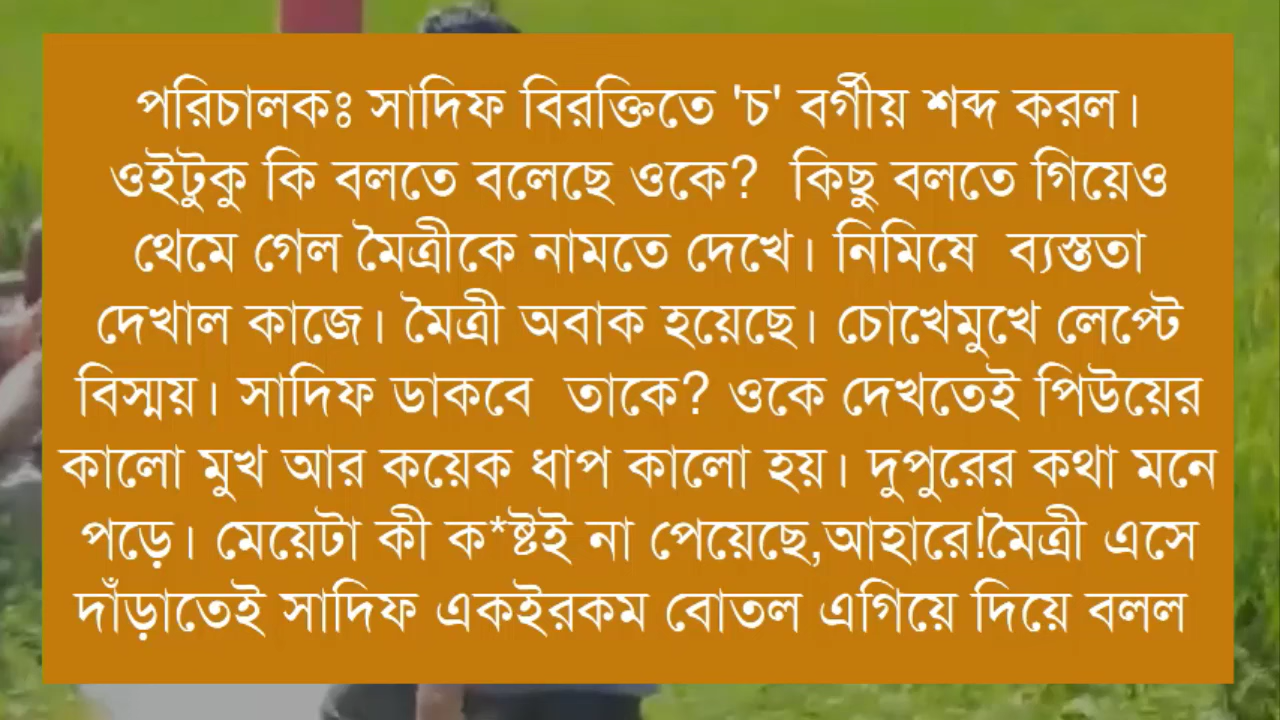 পরিচালকঃ সাদিফ বিরক্তিতে 'চ' বর্গীয় শব্দ করল।
ওইটুকু কি বলতে বলেছে ওকে? কিছু বলতে গিয়েও
থেমে গেল মৈত্রীকে নামতে দেখে। নিমিষে ব্যস্ততা
দেখাল কাজে। মৈত্রী অবাক হয়েছে। চোখেমুখে লেপ্টে
বিস্ময়। সাদিফ ডাকবে তাকে? ওকে দেখতেই পিউয়ের
কালো মুখ আর কয়েক ধাপ কালো হয়। দুপুরের কথা মনে
পড়ে। মেয়েটা কী ক*ষ্টই না পেয়েছে,আহারে!মৈত্রী এসে
দাঁড়াতেই সাদিফ একইরকম বোতল এগিয়ে দিয়ে বলল